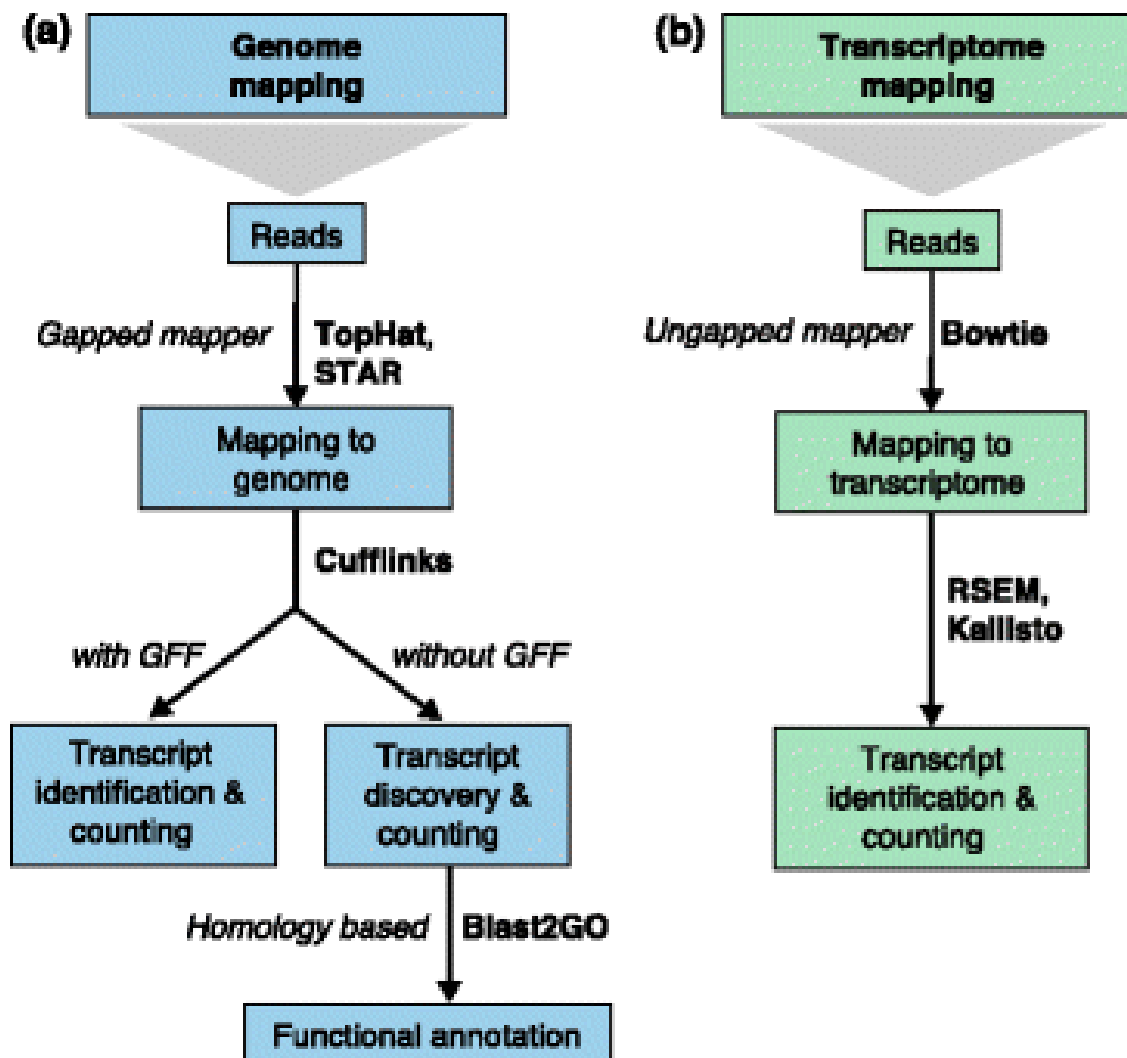 (a)
Genome
mapping
Reads
Gapped mapper
TopHat,
STAR
Mapping to
genome
Cufflinks
with GFF
without GFF
Transcript
identification &
counting
Transcript
discovery &
counting
Homology based
Blast2GO
Functional annotation
(b)
Transcriptome
mapping
Reads
Ungapped mapper
Bowtie
Mapping to
transcriptome
RSEM,
Kallisto
Transcript
identification &
counting